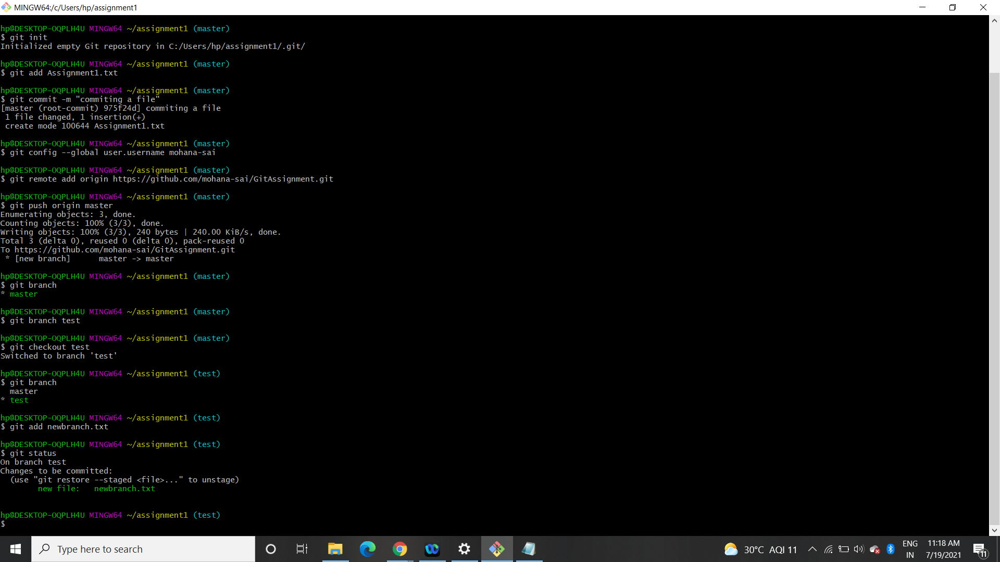 MINGW64:/c/Users/hp/assignment1
hp@DESKTOP-OQPLH4U MINGW64 ~/assignment1 (master)
$ git init
Initialized empty Git repository in C:/Users/hp/assignment1/.git/
hp@DESKTOP-OQPLH4U MINGW64 ~/assignment1 (master)
$ git add Assignment1.txt
hp@DESKTOP-OQPLH4U MINGW64 ~/assignment1 (master)
$ git commit -m "commiting a file"
[master (root-commit) 975f24d] commiting a file
 1 file changed, 1 insertion(+)
 create mode 100644 Assignment1.txt
hp@DESKTOP-OQPLH4U MINGW64 ~/assignment1 (master)
$ git config --global user.username mohana-sai
hp@DESKTOP-OQPLH4U MINGW64 ~/assignment1 (master)
$ git remote add origin https://github.com/mohana-sai/GitAssignment.git
hp@DESKTOP-OQPLH4U MINGW64 ~/assignment1 (master)
$ git push origin master
Enumerating objects: 3, done.
Counting objects: 100% (3/3), done.
Writing objects: 100% (3/3), 240 bytes | 240.00 KiB/s, done.
Total 3 (delta 0), reused 0 (delta 0), pack-reused 0
To https://github.com/mohana-sai/GitAssignment.git
 * [new branch]      master -> master
hp@DESKTOP-OQPLH4U MINGW64 ~/assignment1 (master)
$ git branch
* master
hp@DESKTOP-OQPLH4U MINGW64 ~/assignment1 (master)
$ git branch test
hp@DESKTOP-OQPLH4U MINGW64 ~/assignment1 (master)
$ git checkout test
Switched to branch 'test'
hp@DESKTOP-OQPLH4U MINGW64 ~/assignment1 (test)
$ git branch
  master
* test
hp@DESKTOP-OQPLH4U MINGW64 ~/assignment1 (test)
$ git add newbranch.txt
hp@DESKTOP-OQPLH4U MINGW64 ~/assignment1 (test)
$ git status
On branch test
Changes to be committed:
  (use "git restore --staged <file>..." to unstage)
        new file:   newbranch.txt
hp@DESKTOP-OQPLH4U MINGW64 ~/assignment1 (test)
$
Type here to search
30°C AQI 11
ENG
IN
11:18 AM
7/19/2021
11